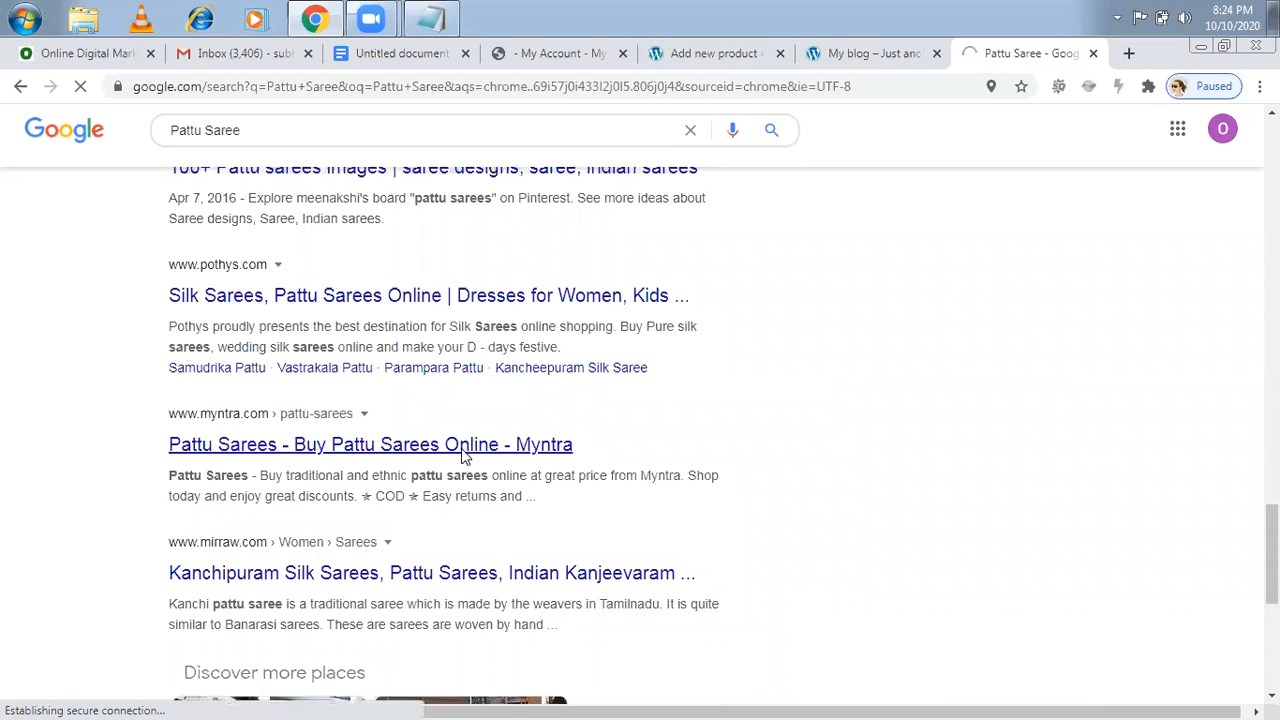 8:24 PM
10/10/2020
Online Digital Mar
Inbox (3,406) - sub
Untitled document
- My Account - My
Add new product
My blog – Just an
Pattu Saree - Goog
google.com/search?q=Pattu+Saree&oq=Pattu+Saree&aqs=chrome..69i57j0i433l2j0l5.806j0j4&sourceid=chrome&ie=UTF-8
Paused
Google
Pattu Saree
O
100+ Pattu sarees images | saree designs, saree, indian sarees
Apr 7, 2016 - Explore meenakshi's board "pattu sarees" on Pinterest. See more ideas about
Saree designs, Saree, Indian sarees.
www.pothys.com
Silk Sarees, Pattu Sarees Online | Dresses for Women, Kids ...
Pothys proudly presents the best destination for Silk Sarees online shopping. Buy Pure silk
sarees, wedding silk sarees online and make your D - days festive.
Samudrika Pattu · Vastrakala Pattu · Parampara Pattu · Kancheepuram Silk Saree
www.myntra.com › pattu-sarees
Pattu Sarees - Buy Pattu Sarees Online - Myntra
Pattu Sarees - Buy traditional and ethnic pattu sarees online at great price from Myntra. Shop
today and enjoy great discounts. ✯ COD ✯ Easy returns and ...
www.mirraw.com › Women › Sarees
Kanchipuram Silk Sarees, Pattu Sarees, Indian Kanjeevaram ...
Kanchi pattu saree is a traditional saree which is made by the weavers in Tamilnadu. It is quite
similar to Banarasi sarees. These are sarees are woven by hand ...
Discover more places
Establishing secure connection...